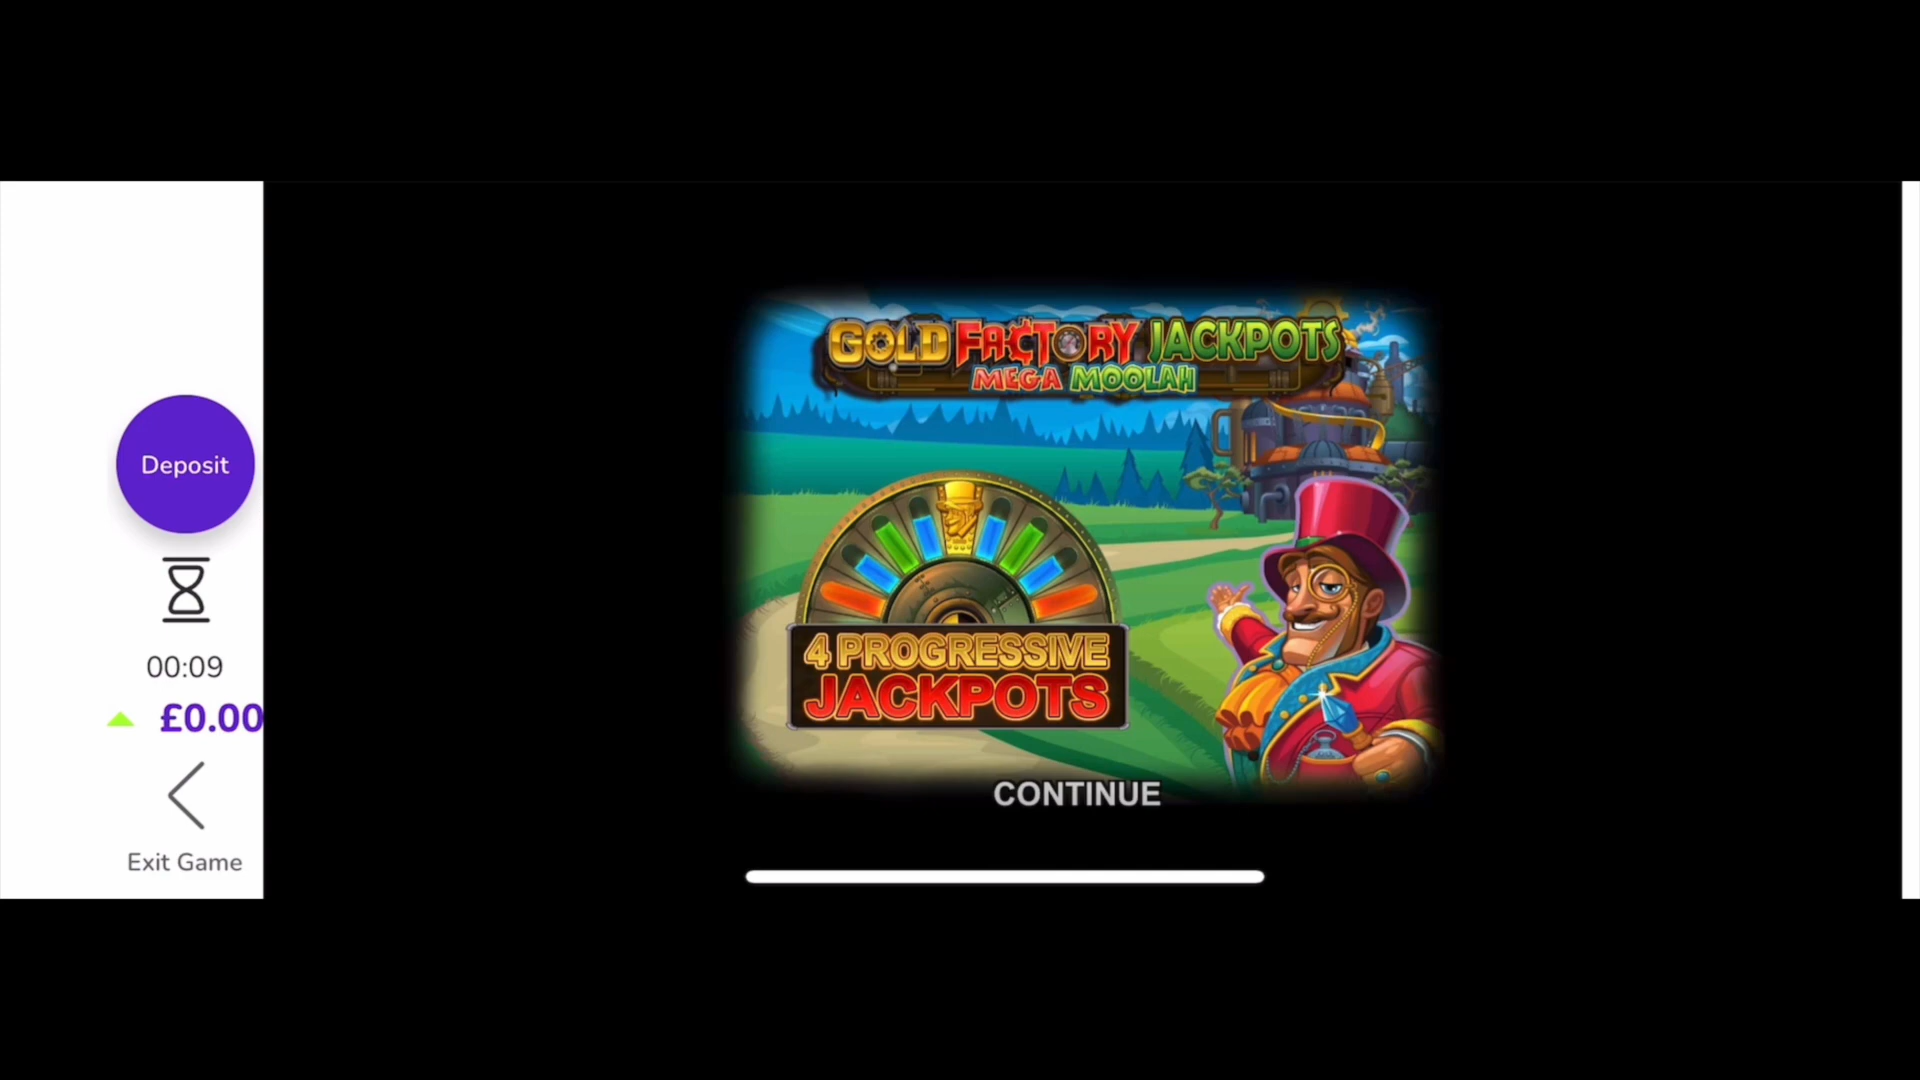 Deposit
00:09
£0.00
Exit Game
GOLD FACTORY JACKPOTS
MEGA MOOLAH
4 PROGRESSIVE
JACKPOTS
CONTINUE